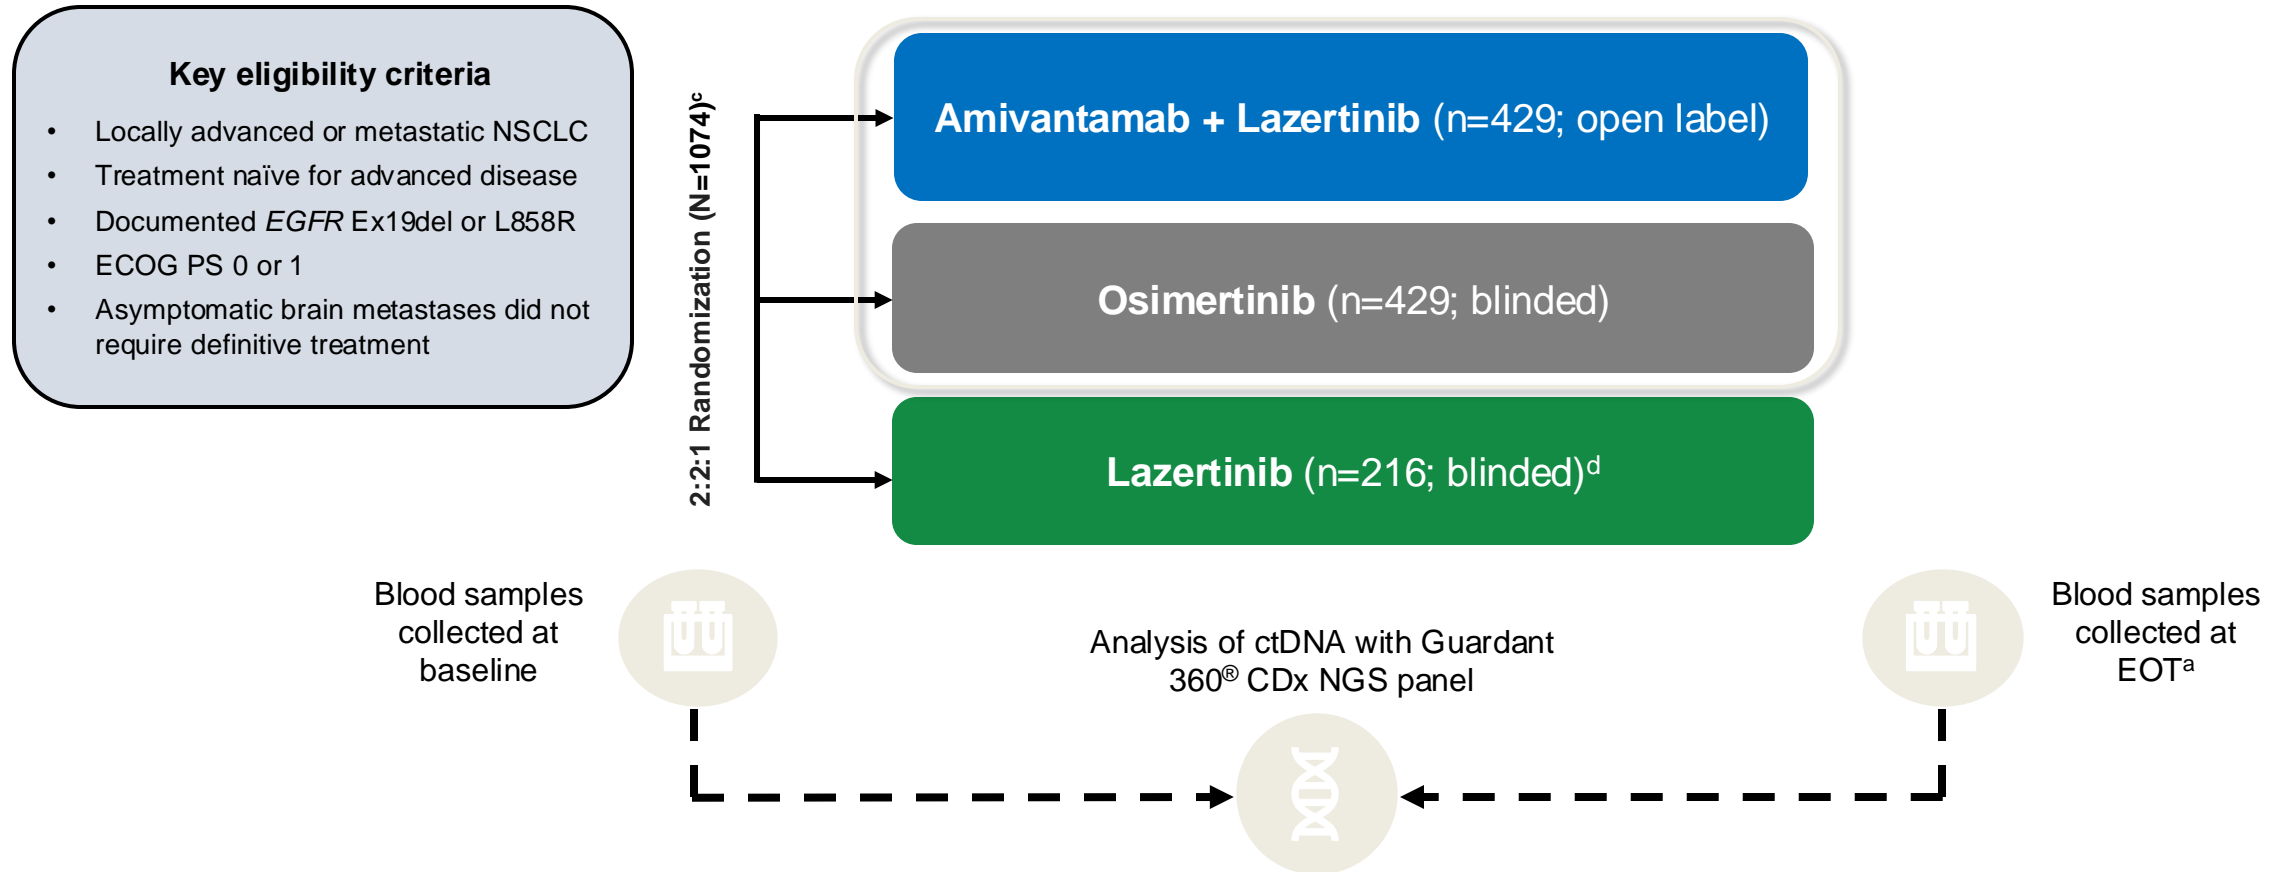 Key eligibility criteria
• Locally advanced or metastatic NSCLC
• Treatment naïve for advanced disease
• Documented EGFR Ex19del or L858R
• ECOG PS 0 or 1
• Asymptomatic brain metastases did not
require definitive treatment
2:2:1 Randomization (N=1074)ᶜ
Amivantamab + Lazertinib (n=429; open label)
Osimertinib (n=429; blinded)
Lazertinib (n=216; blinded)ᵈ
Blood samples
collected at
baseline
Analysis of ctDNA with Guardant
360® CDx NGS panel
Blood samples
collected at
EOTᵃ